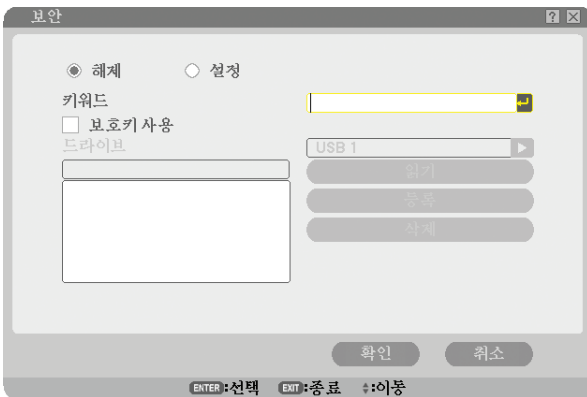 보안
해제 설정
키워드
보호키 사용
드라이브 USB 1
읽기
등록
삭제
확인 취소
ENTER:선택 EXIT:종료 :이동